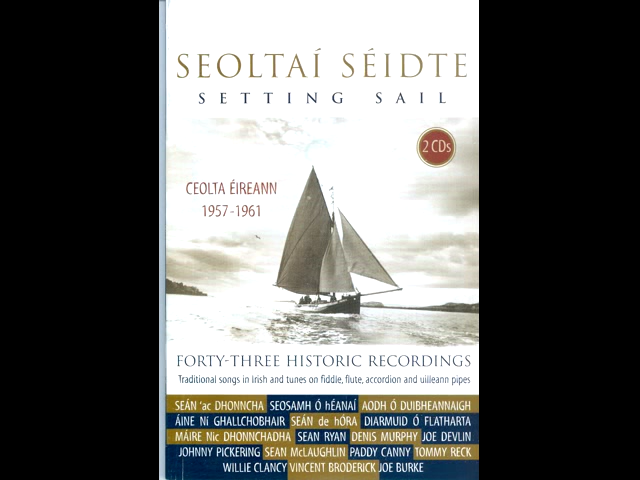 SEOLTAÍ SÉIDTE
SETTING SAIL
2 CDs
CEOLTA ÉIREANN
1957-1961
FORTY-THREE HISTORIC RECORDINGS
Traditional songs in Irish and tunes on fiddle, flute, accordion and uilleann pipes
SEÁN 'ac DHONNCHA SEOSAMH Ó hÉANAÍ AODH Ó DUIBHEANNAIGH
ÁINE NÍ GHALLCHOBHAIR SEÁN de hÓRA DIARMUID Ó FLATHARTA
MÁIRE NIC DHONNCHADHA SEAN RYAN DENIS MURPHY JOE DEVLIN
JOHNNY PICKERING SEAN McLAUGHLIN PADDY CANNY TOMMY RECK
WILLIE CLANCY VINCENT BRODERICK JOE BURKE